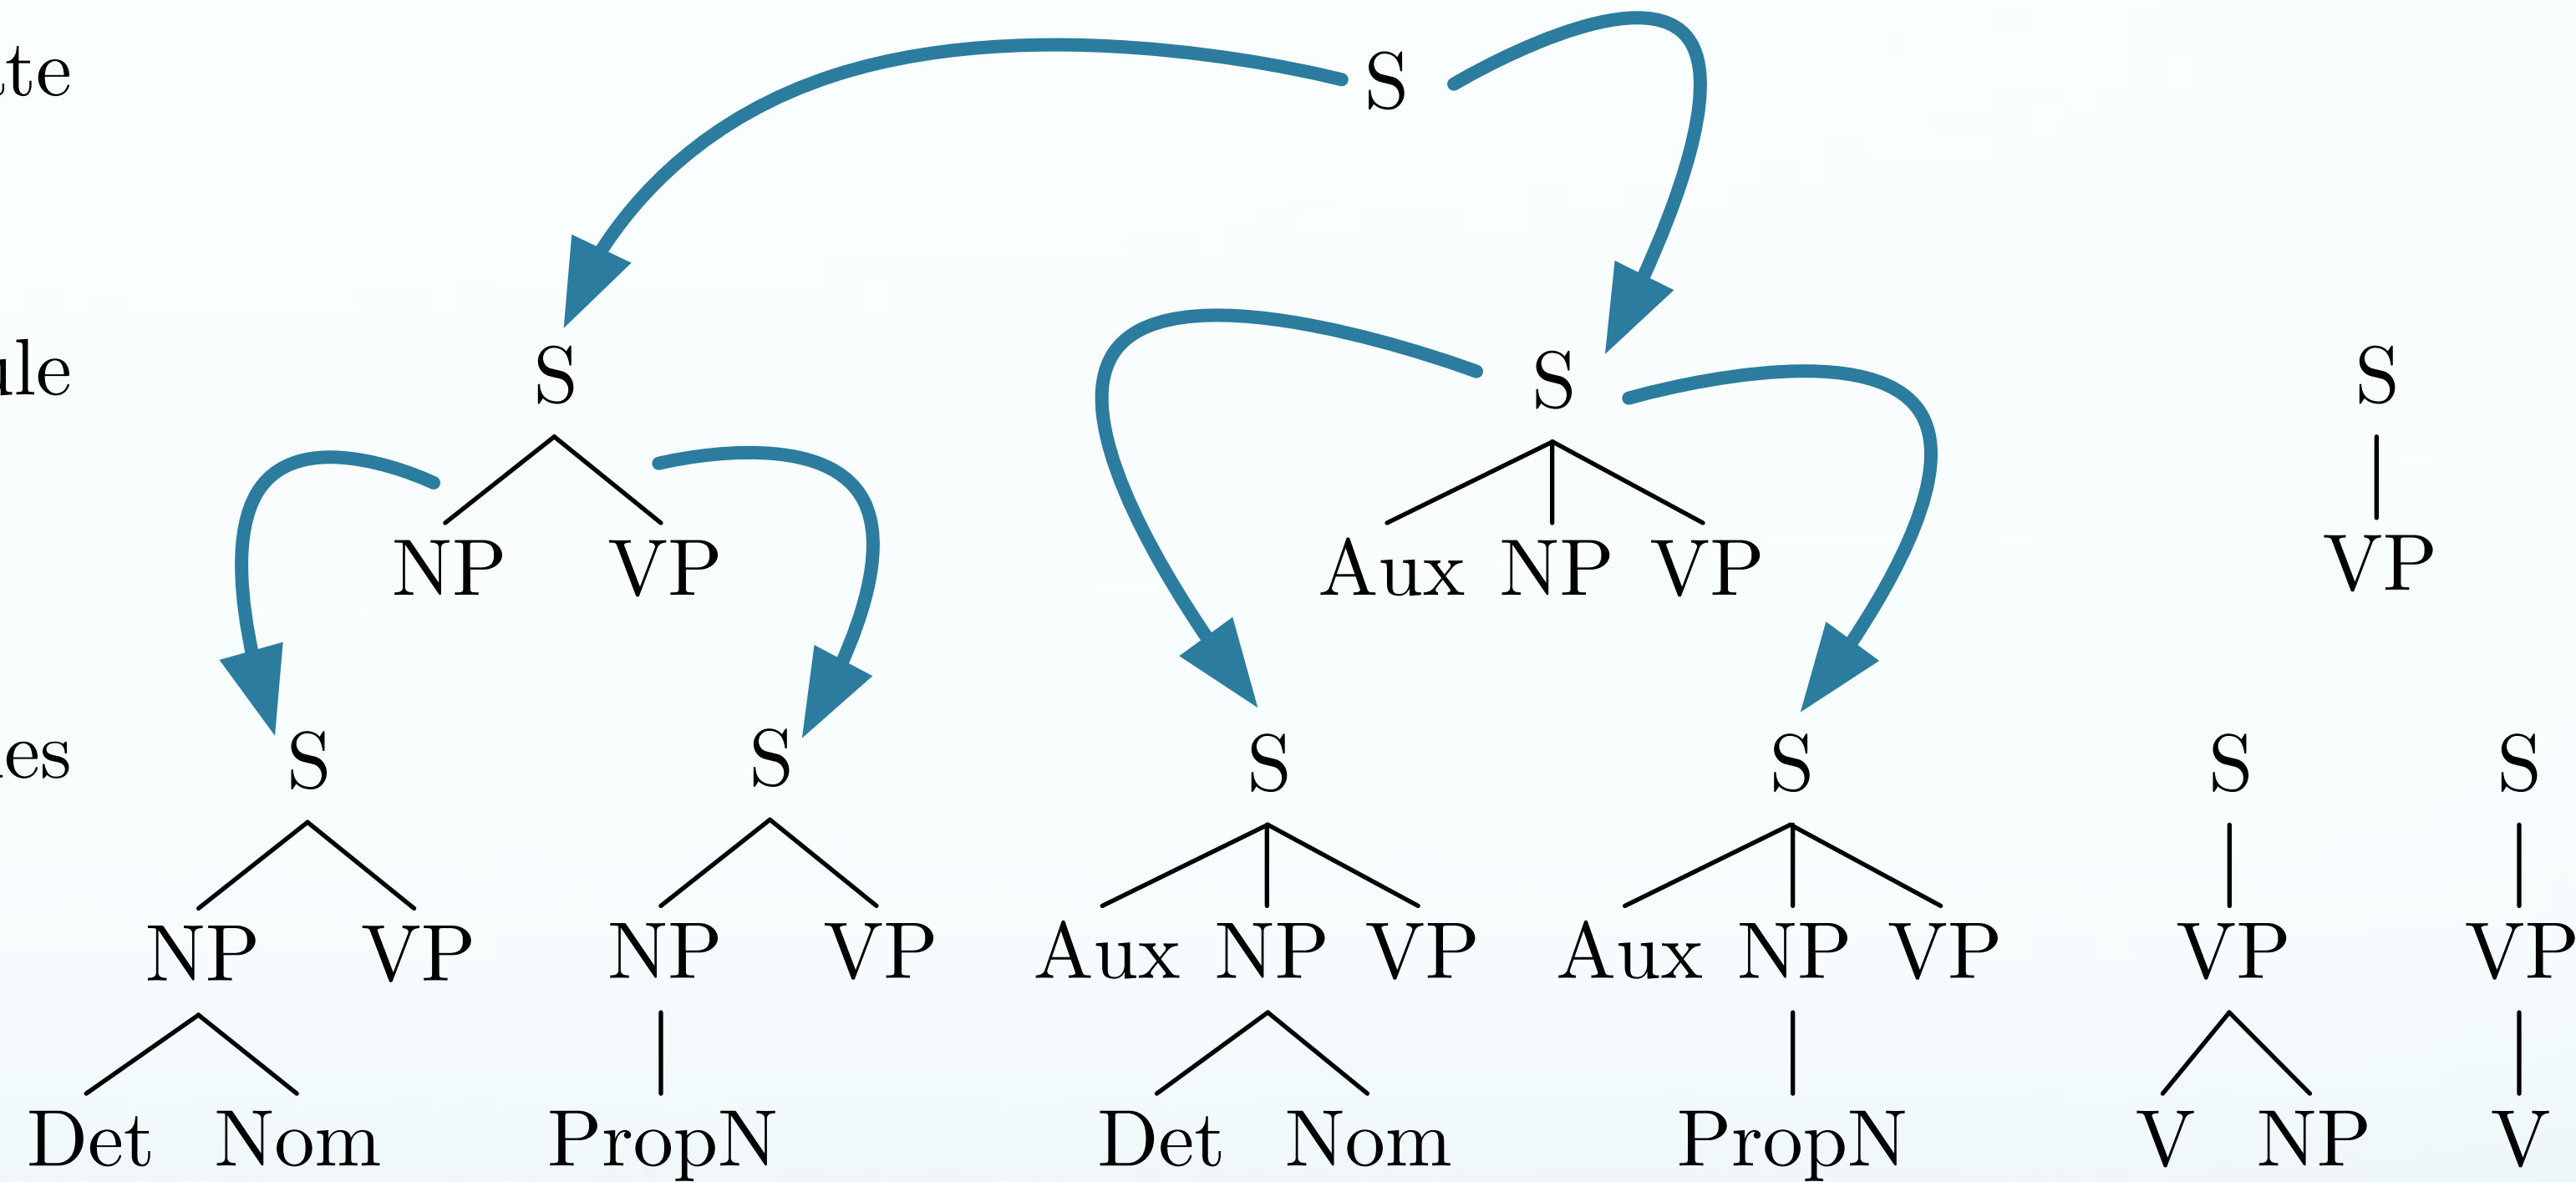 te S
ule S S S
NP VP Aux NP VP VP
es S S S S S S
NP VP NP VP Aux NP VP Aux NP VP VP VP
Det Nom PropN Det Nom PropN V NP V